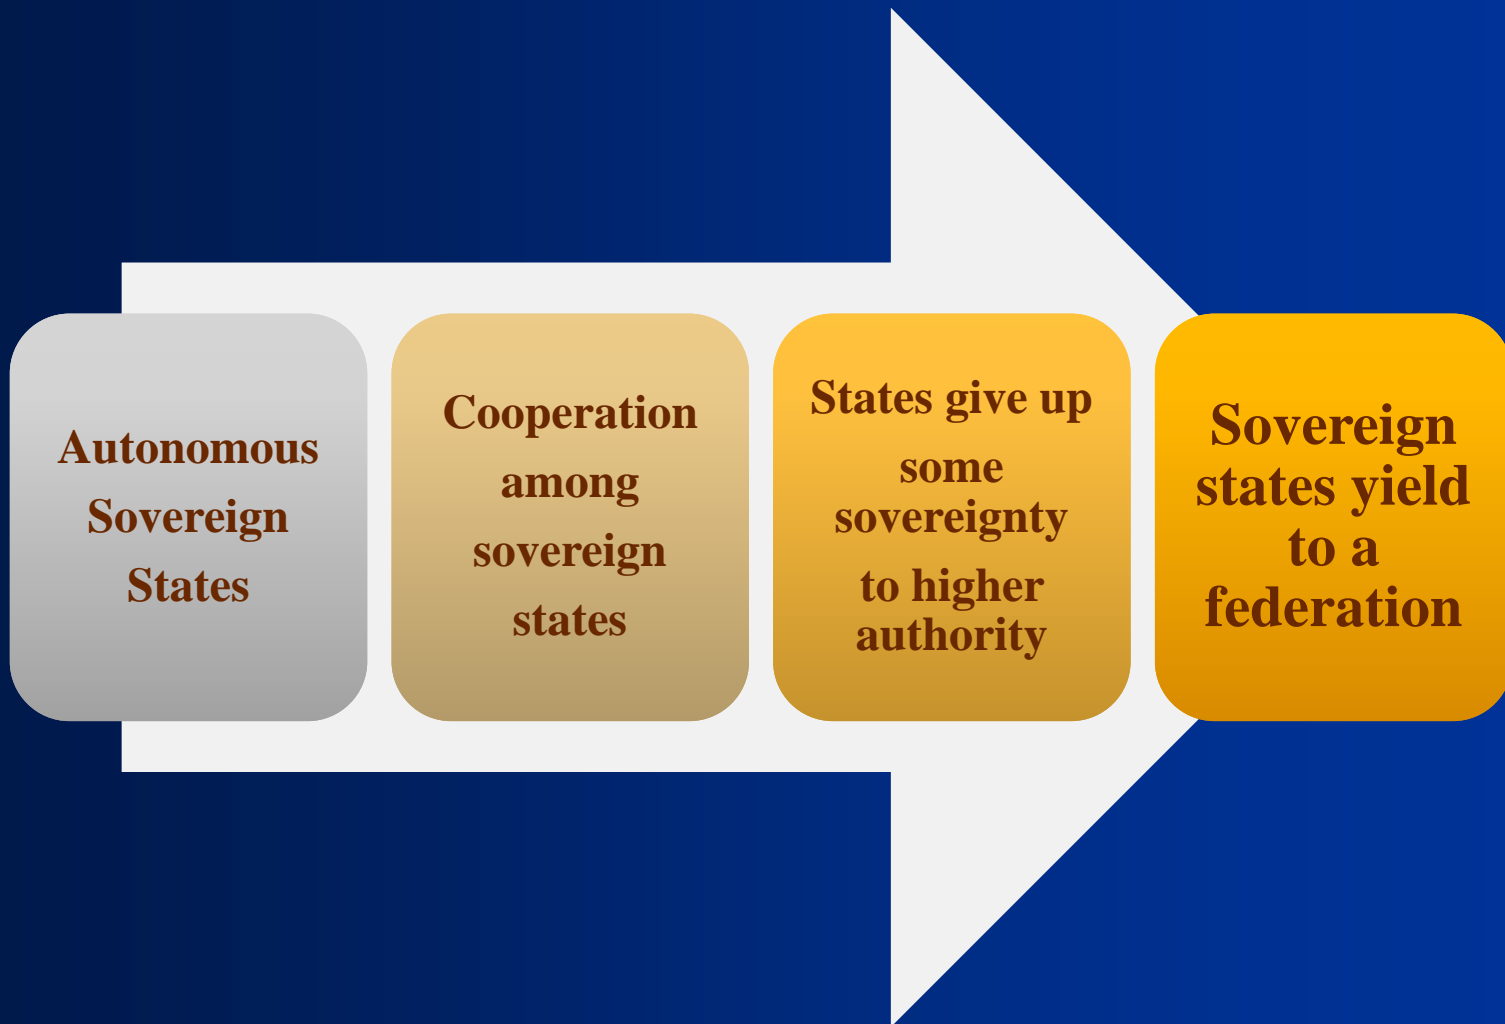 Autonomous
Sovereign
States
Cooperation
among
sovereign
states
States give up
some
sovereignty
to higher
authority
Sovereign
states yield
to a
federation